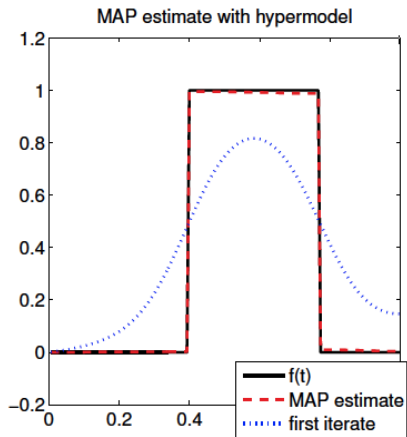 MAP estimate with hypermodel
1.2
1
0.8
0.6
0.4
0.2
0
−0.2
0 0.2 0.4
f(t)
MAP estimate
first iterate